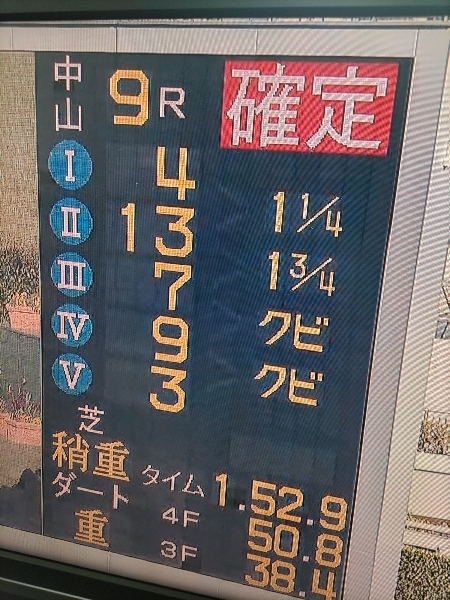 中山 9R 確定
Ⅰ 4
Ⅱ 13 1 1/4
Ⅲ 7 1 3/4
Ⅳ 9 クビ
Ⅴ 3 クビ
芝
稍重 タイム 1.52.9
ダート 4F 50.8
重 3F 38.4